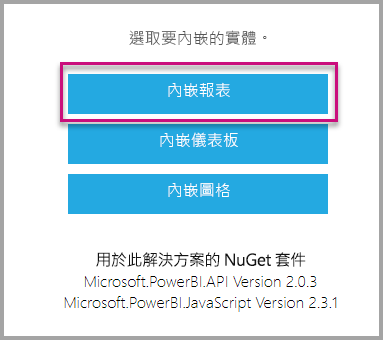 選取要內嵌的實體。
內嵌報表
內嵌儀表板
內嵌圖格
用於此解決方案的 NuGet 套件
Microsoft.PowerBI.API Version 2.0.3
Microsoft.PowerBI.JavaScript Version 2.3.1